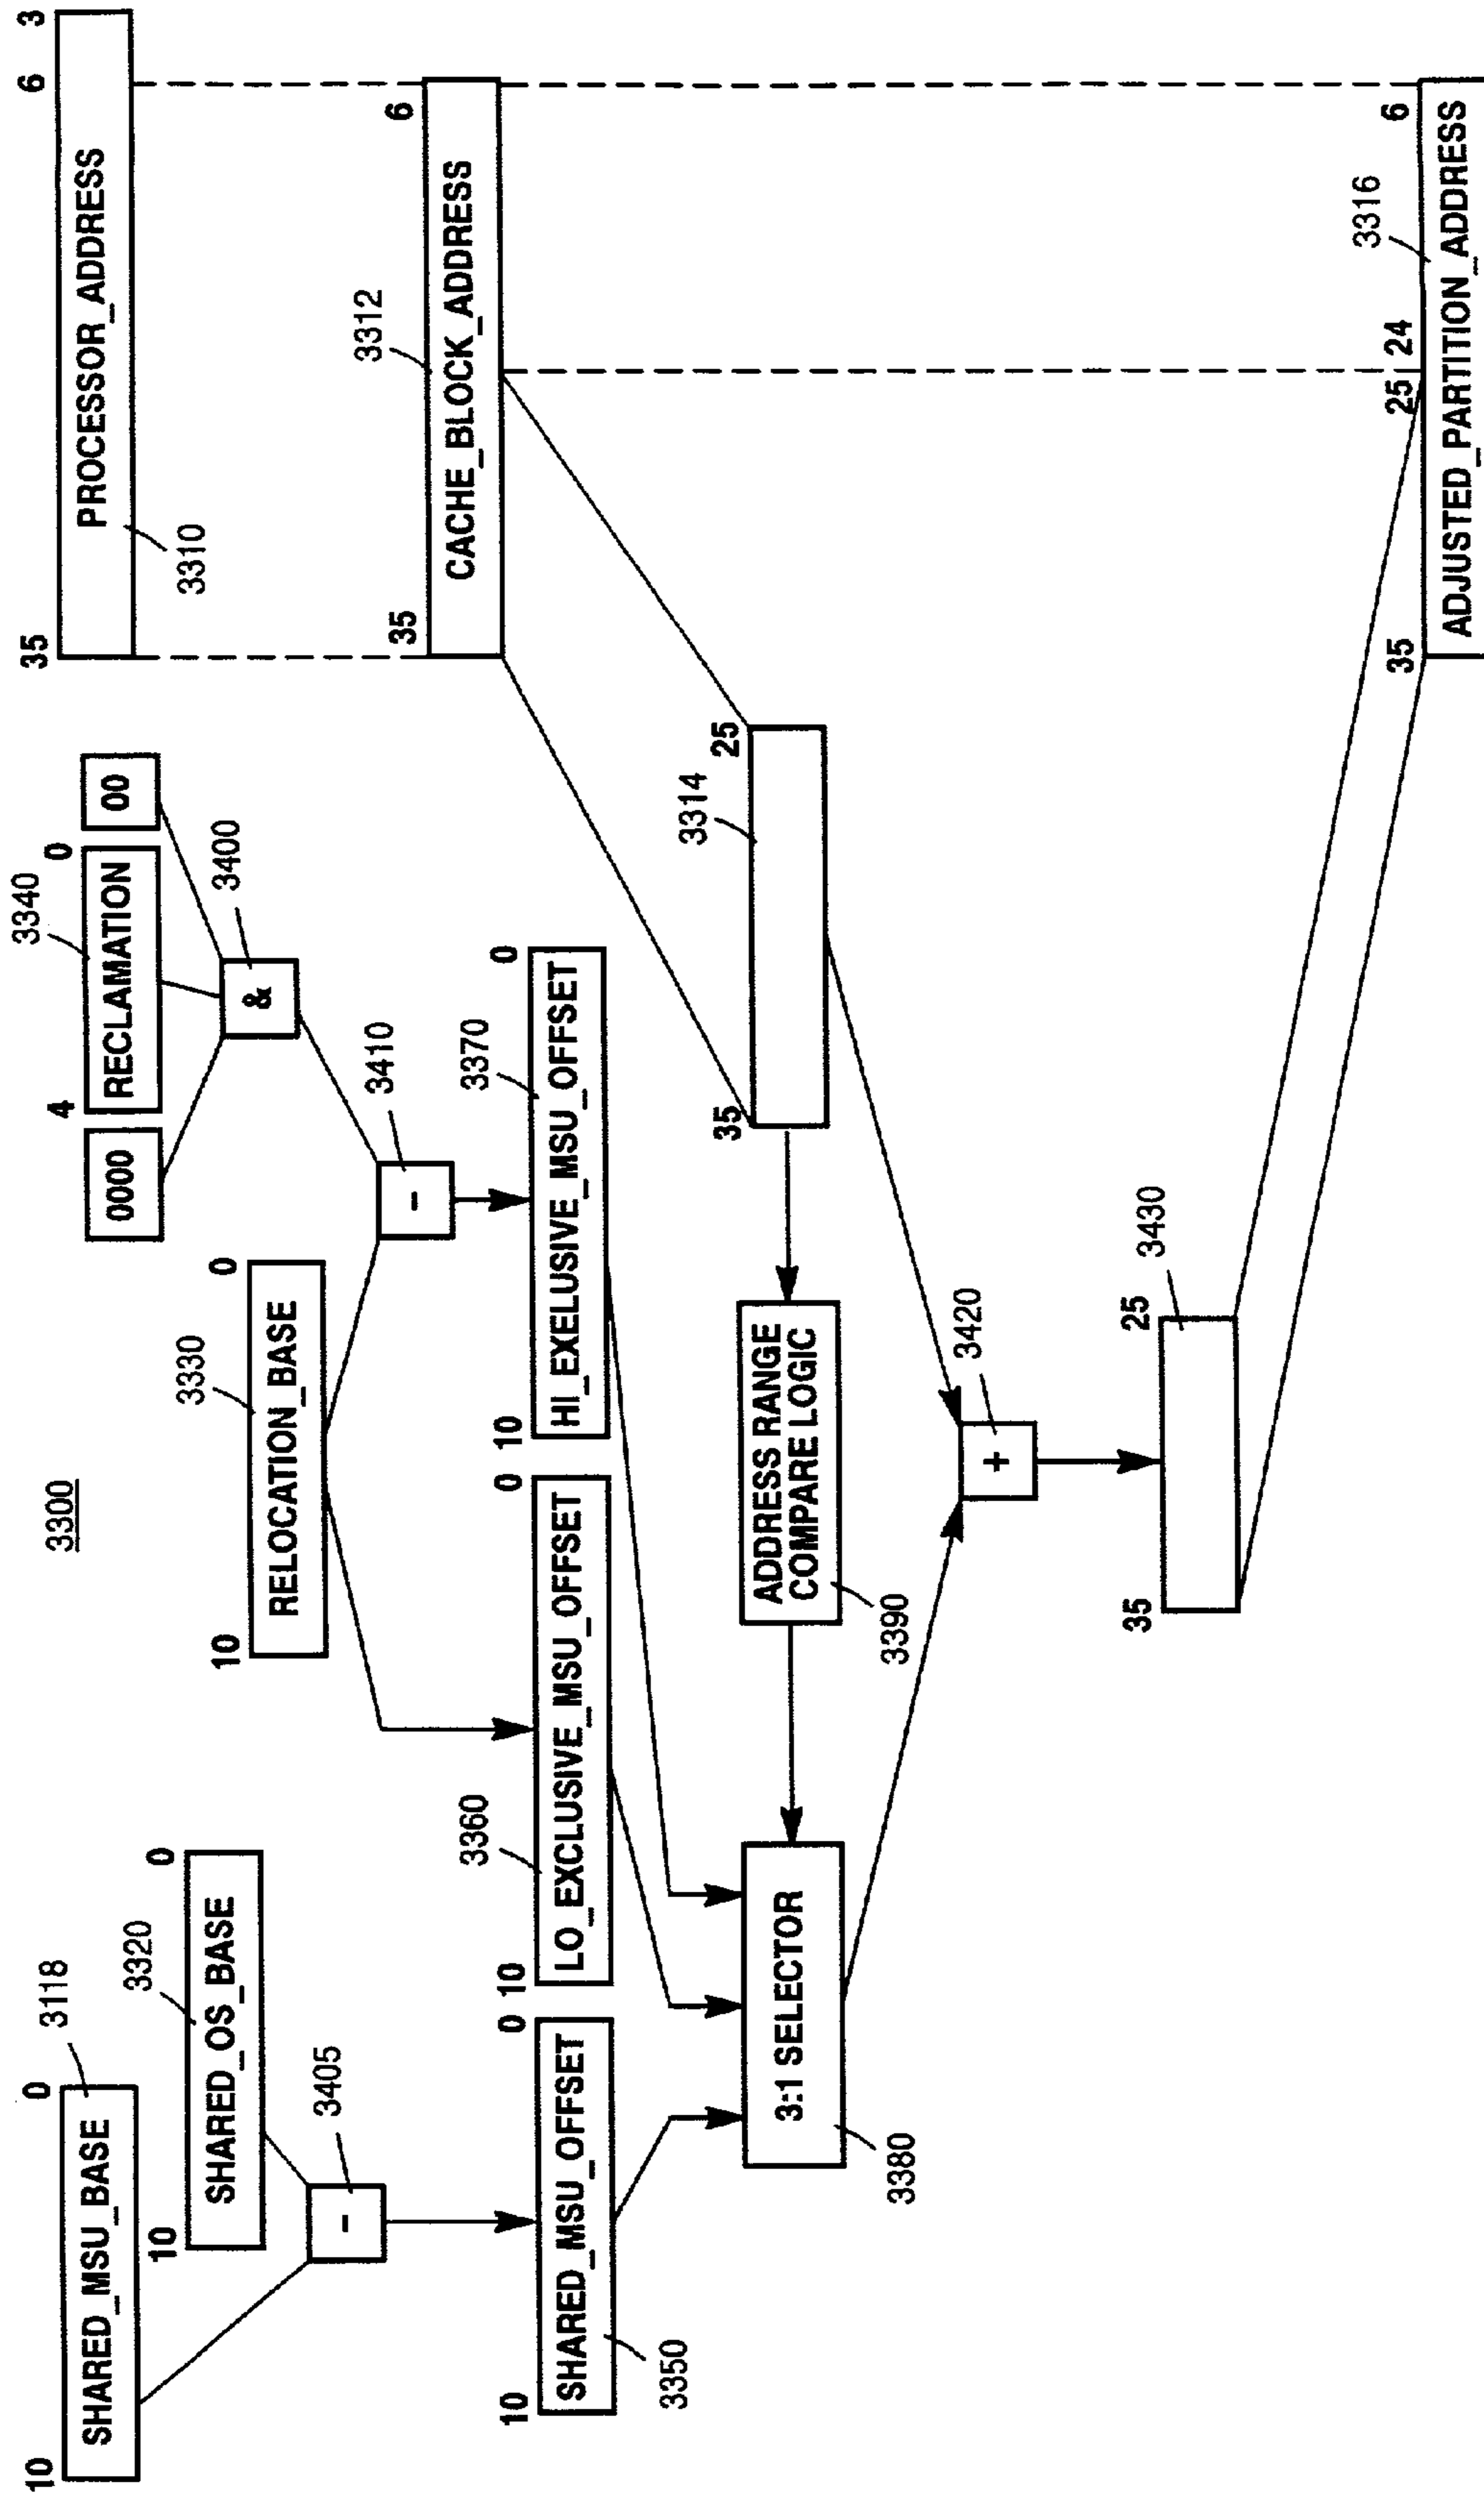 3300
10 0
SHARED_MSU_BASE
3118
3320
10 0
SHARED_OS_BASE
3405
-
3330
10 0
RELOCATION_BASE
3340
0000
4 0
RECLAMATION
00
3400
&
3410
-
35 6 3
PROCESSOR_ADDRESS
3310
10 0
SHARED_MSU_OFFSET
3350
3360
10 0
LO_EXCLUSIVE_MSU_OFFSET
3370
10 0
HI_EXELUSIVE_MSU_OFFSET
3312
35 6
CACHE_BLOCK_ADDRESS
3:1 SELECTOR
3380
ADDRESS RANGE
COMPARE LOGIC
3390
3314
35 25
3420
+
3430
35 25
3316
35 25 24 6
ADJUSTED_PARTITION_ADDRESS